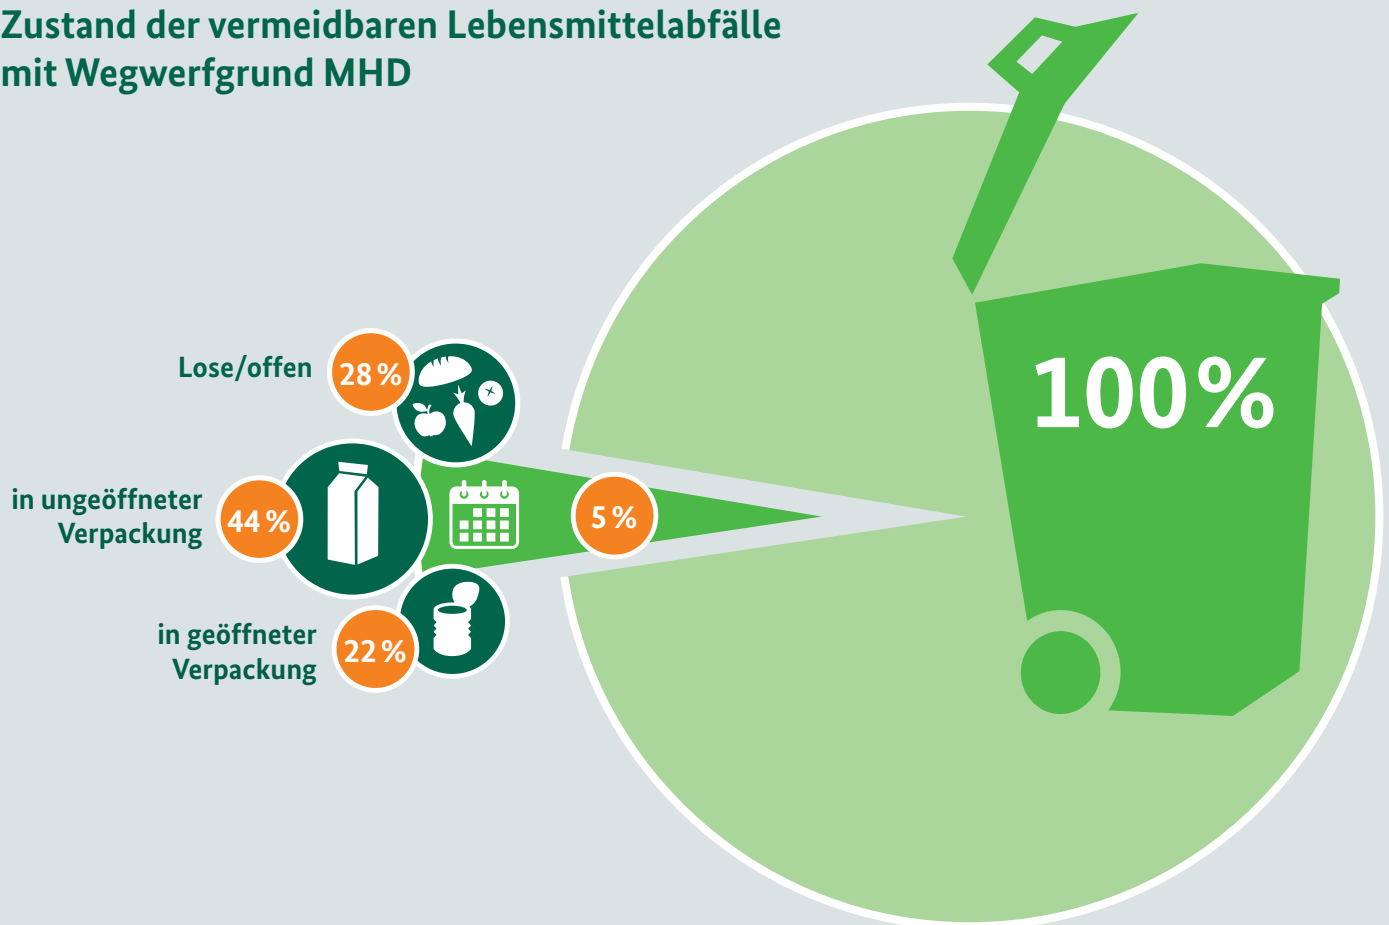 Zustand der vermeidbaren Lebensmittelabfälle
mit Wegwerfgrund MHD
Lose/offen
28 %
in ungeöffneter
Verpackung
44 %
in geöffneter
Verpackung
22 %
5 %
100 %